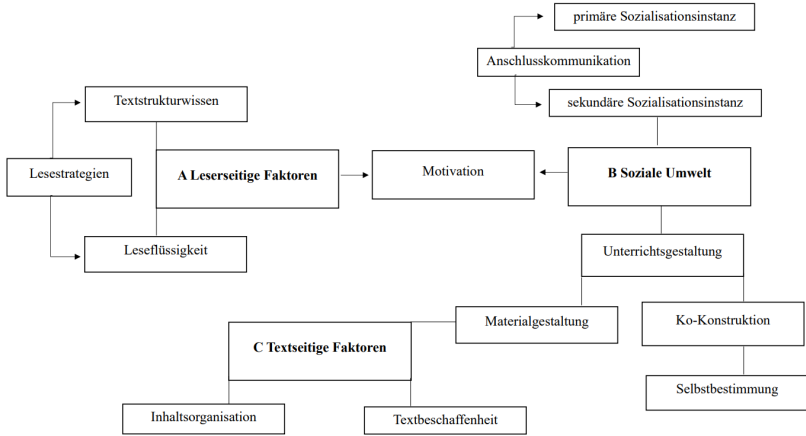 primäre Sozialisationsinstanz
Anschlusskommunikation
Textstrukturwissen
sekundäre Sozialisationsinstanz
Lesestrategien
A Leserseitige Faktoren
Motivation
B Soziale Umwelt
Leseflüssigkeit
Unterrichtsgestaltung
Materialgestaltung
Ko-Konstruktion
C Textseitige Faktoren
Selbstbestimmung
Inhaltsorganisation
Textbeschaffenheit